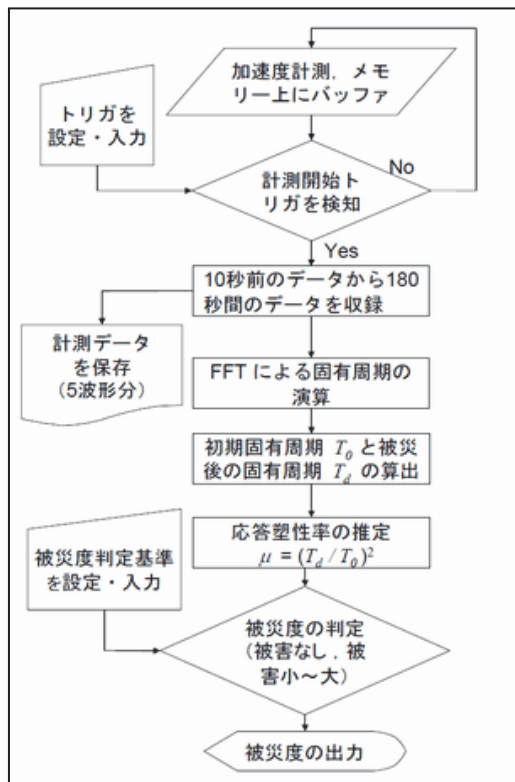 加速度計測，メモ
リー上にバッファ
トリガを
設定・入力
計測開始ト
リガを検知
No
Yes
10秒前のデータから180
秒間のデータを収録
計測データ
を保存
(5波形分)
FFT による固有周期の
演算
初期固有周期 T₀ と被災
後の固有周期 T_d の算出
応答塑性率の推定
μ = (T_d / T₀)²
被災度判定基準
を設定・入力
被災度の判定
(被害なし，被
害小～大)
被災度の出力